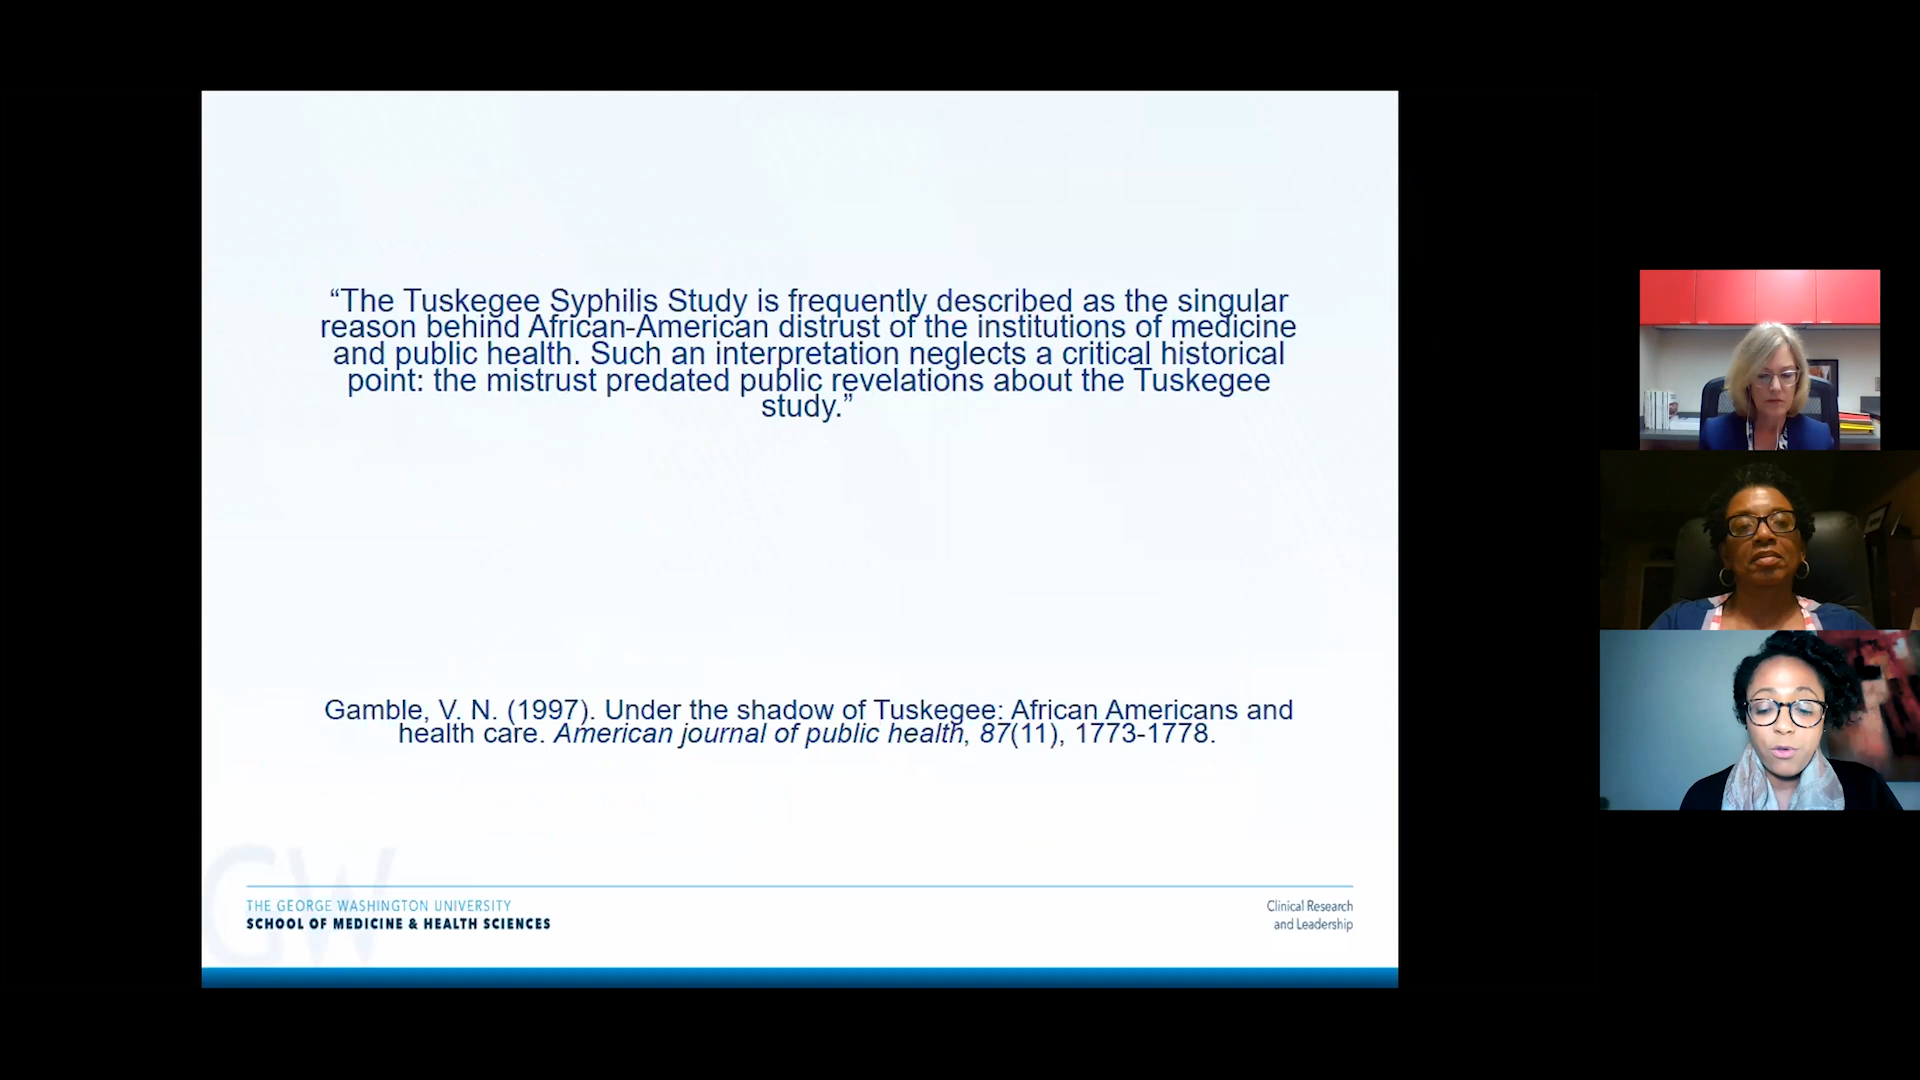 “The Tuskegee Syphilis Study is frequently described as the singular
reason behind African-American distrust of the institutions of medicine
and public health. Such an interpretation neglects a critical historical
point: the mistrust predated public revelations about the Tuskegee
study.”
Gamble, V. N. (1997). Under the shadow of Tuskegee: African Americans and
health care. American journal of public health, 87(11), 1773-1778.
GW
THE GEORGE WASHINGTON UNIVERSITY
SCHOOL OF MEDICINE & HEALTH SCIENCES
Clinical Research
and Leadership